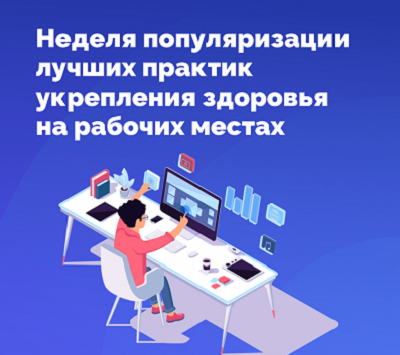 Неделя популяризации
лучших практик
укрепления здоровья
на рабочих местах